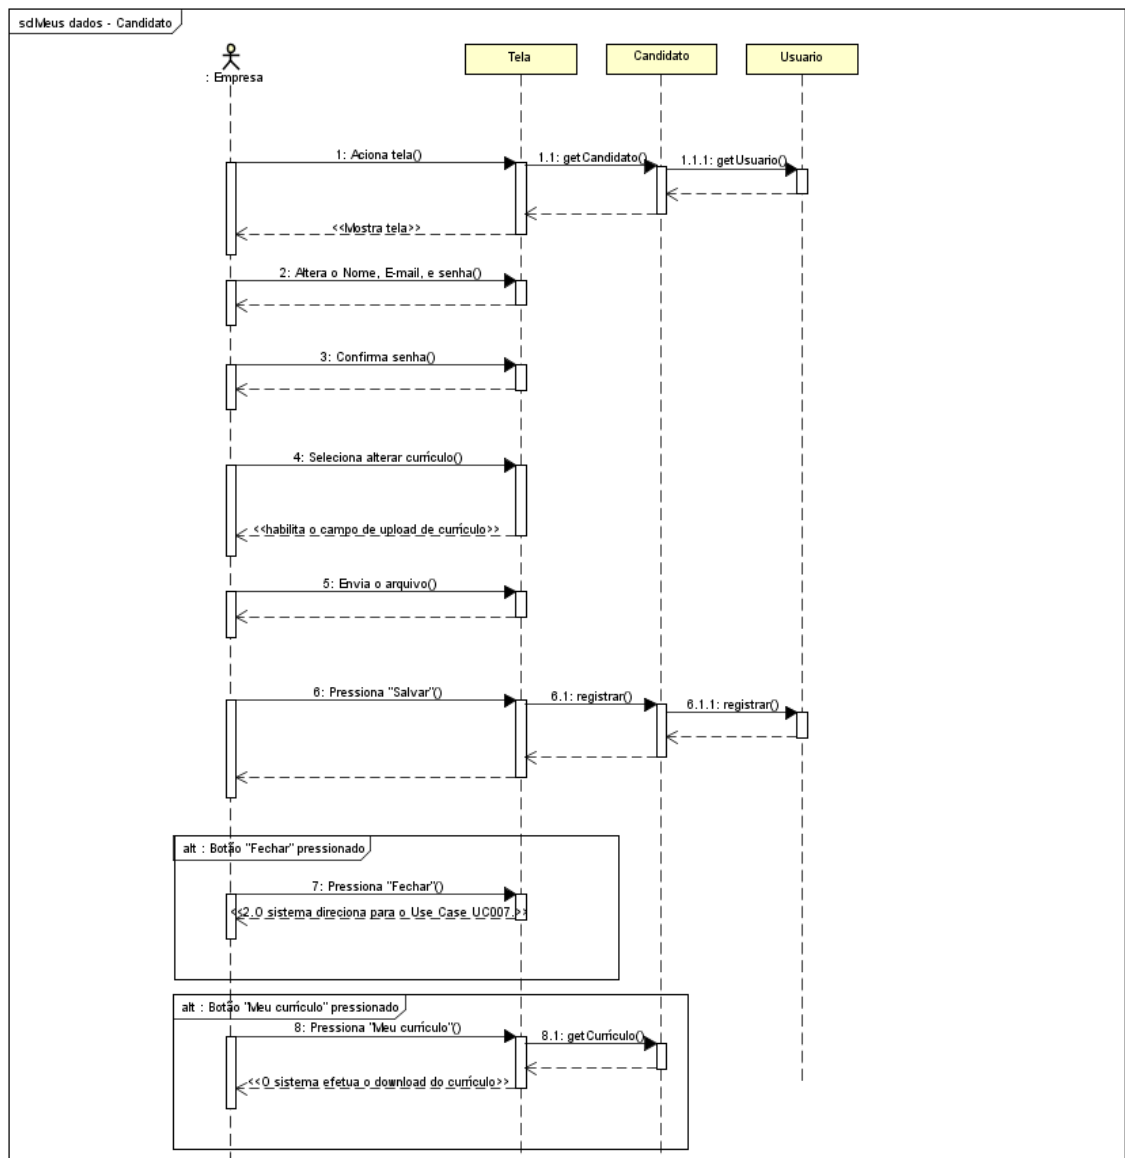 sd Meus dados - Candidato
: Empresa
Tela
Candidato
Usuario
1: Aciona tela()
1.1: getCandidato()
1.1.1: getUsuario()
<<Mostra tela>>
2: Altera o Nome, E-mail, e senha()
3: Confirma senha()
4: Seleciona alterar currículo()
<<habilita o campo de upload de currículo>>
5: Envia o arquivo()
6: Pressiona "Salvar"()
6.1: registrar()
6.1.1: registrar()
alt : Botão "Fechar" pressionado
7: Pressiona "Fechar"()
<<2.O sistema direciona para o Use Case UC007.>>
alt : Botão "Meu currículo" pressionado
8: Pressiona "Meu currículo"()
8.1: getCurrículo()
<<O sistema efetua o download do currículo>>